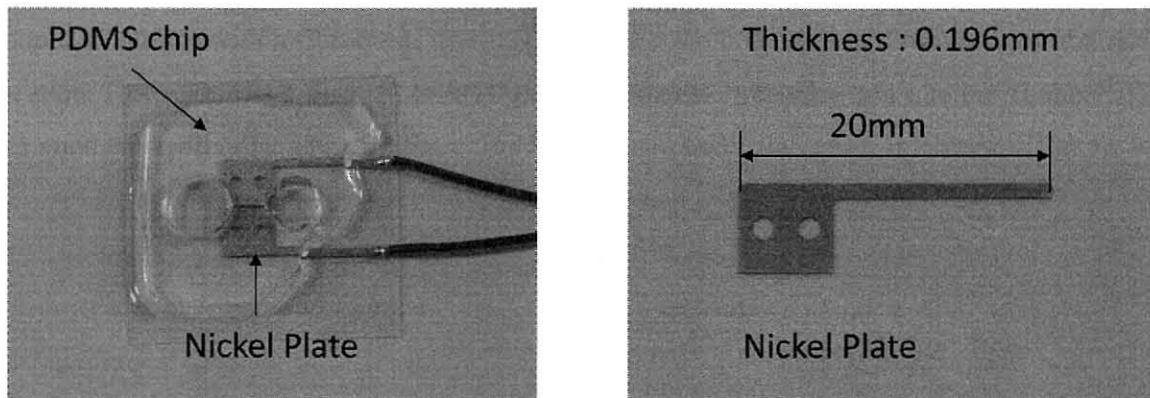 PDMS chip
Nickel Plate
Thickness : 0.196mm
20mm
Nickel Plate